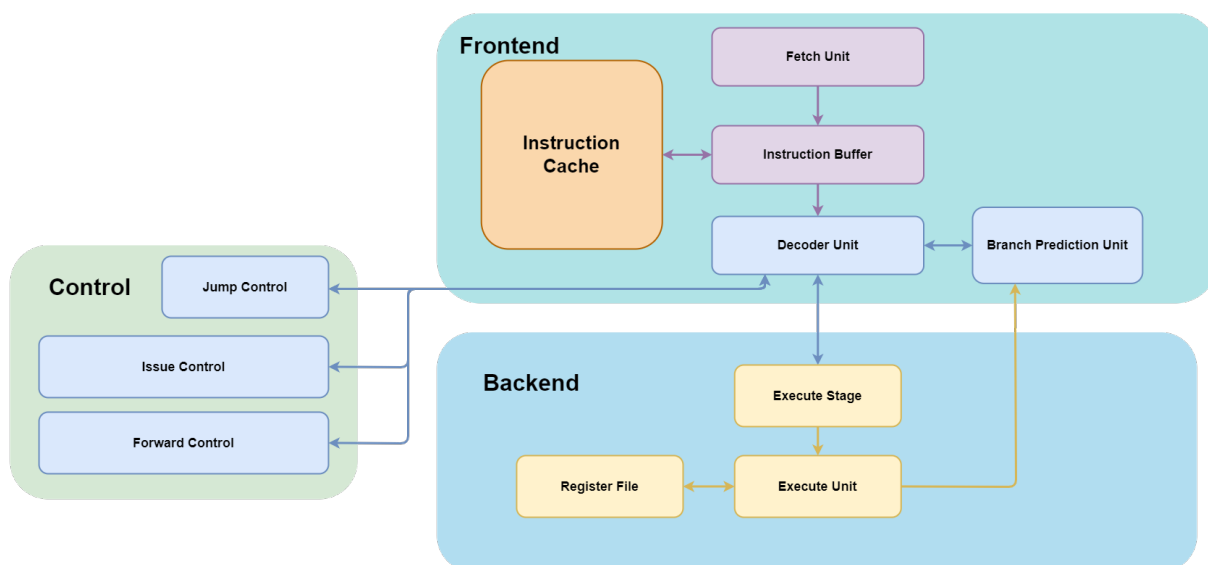 Frontend
Fetch Unit
Instruction
Cache
Instruction Buffer
Decoder Unit
Branch Prediction Unit
Control
Jump Control
Issue Control
Forward Control
Backend
Execute Stage
Register File
Execute Unit